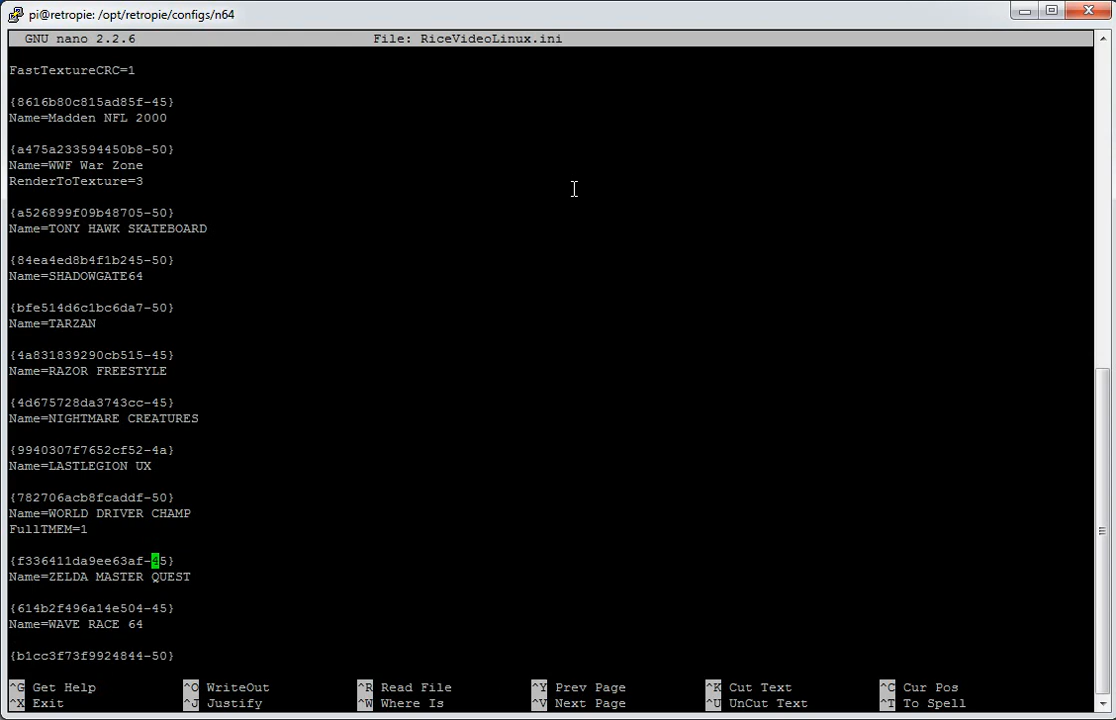 pi@retropie: /opt/retropie/configs/n64
GNU nano 2.2.6 File: RiceVideoLinux.ini
FastTextureCRC=1
{8616b80c815ad85f-45}
Name=Madden NFL 2000
{a475a233594450b8-50}
Name=WWF War Zone
RenderToTexture=3
{a526899f09b48705-50}
Name=TONY HAWK SKATEBOARD
{84ea4ed8b4f1b245-50}
Name=SHADOWGATE64
{bfe514d6c1bc6da7-50}
Name=TARZAN
{4a831839290cb515-45}
Name=RAZOR FREESTYLE
{4d675728da3743cc-45}
Name=NIGHTMARE CREATURES
{9940307f7652cf52-4a}
Name=LASTLEGION UX
{782706acb8fcaddf-50}
Name=WORLD DRIVER CHAMP
FullTMEM=1
{f336411da9ee63af-45}
Name=ZELDA MASTER QUEST
{614b2f496a14e504-45}
Name=WAVE RACE 64
{b1cc3f73f9924844-50}
^G Get Help ^O WriteOut ^R Read File ^Y Prev Page ^K Cut Text ^C Cur Pos
^X Exit ^J Justify ^W Where Is ^V Next Page ^U UnCut Text ^T To Spell